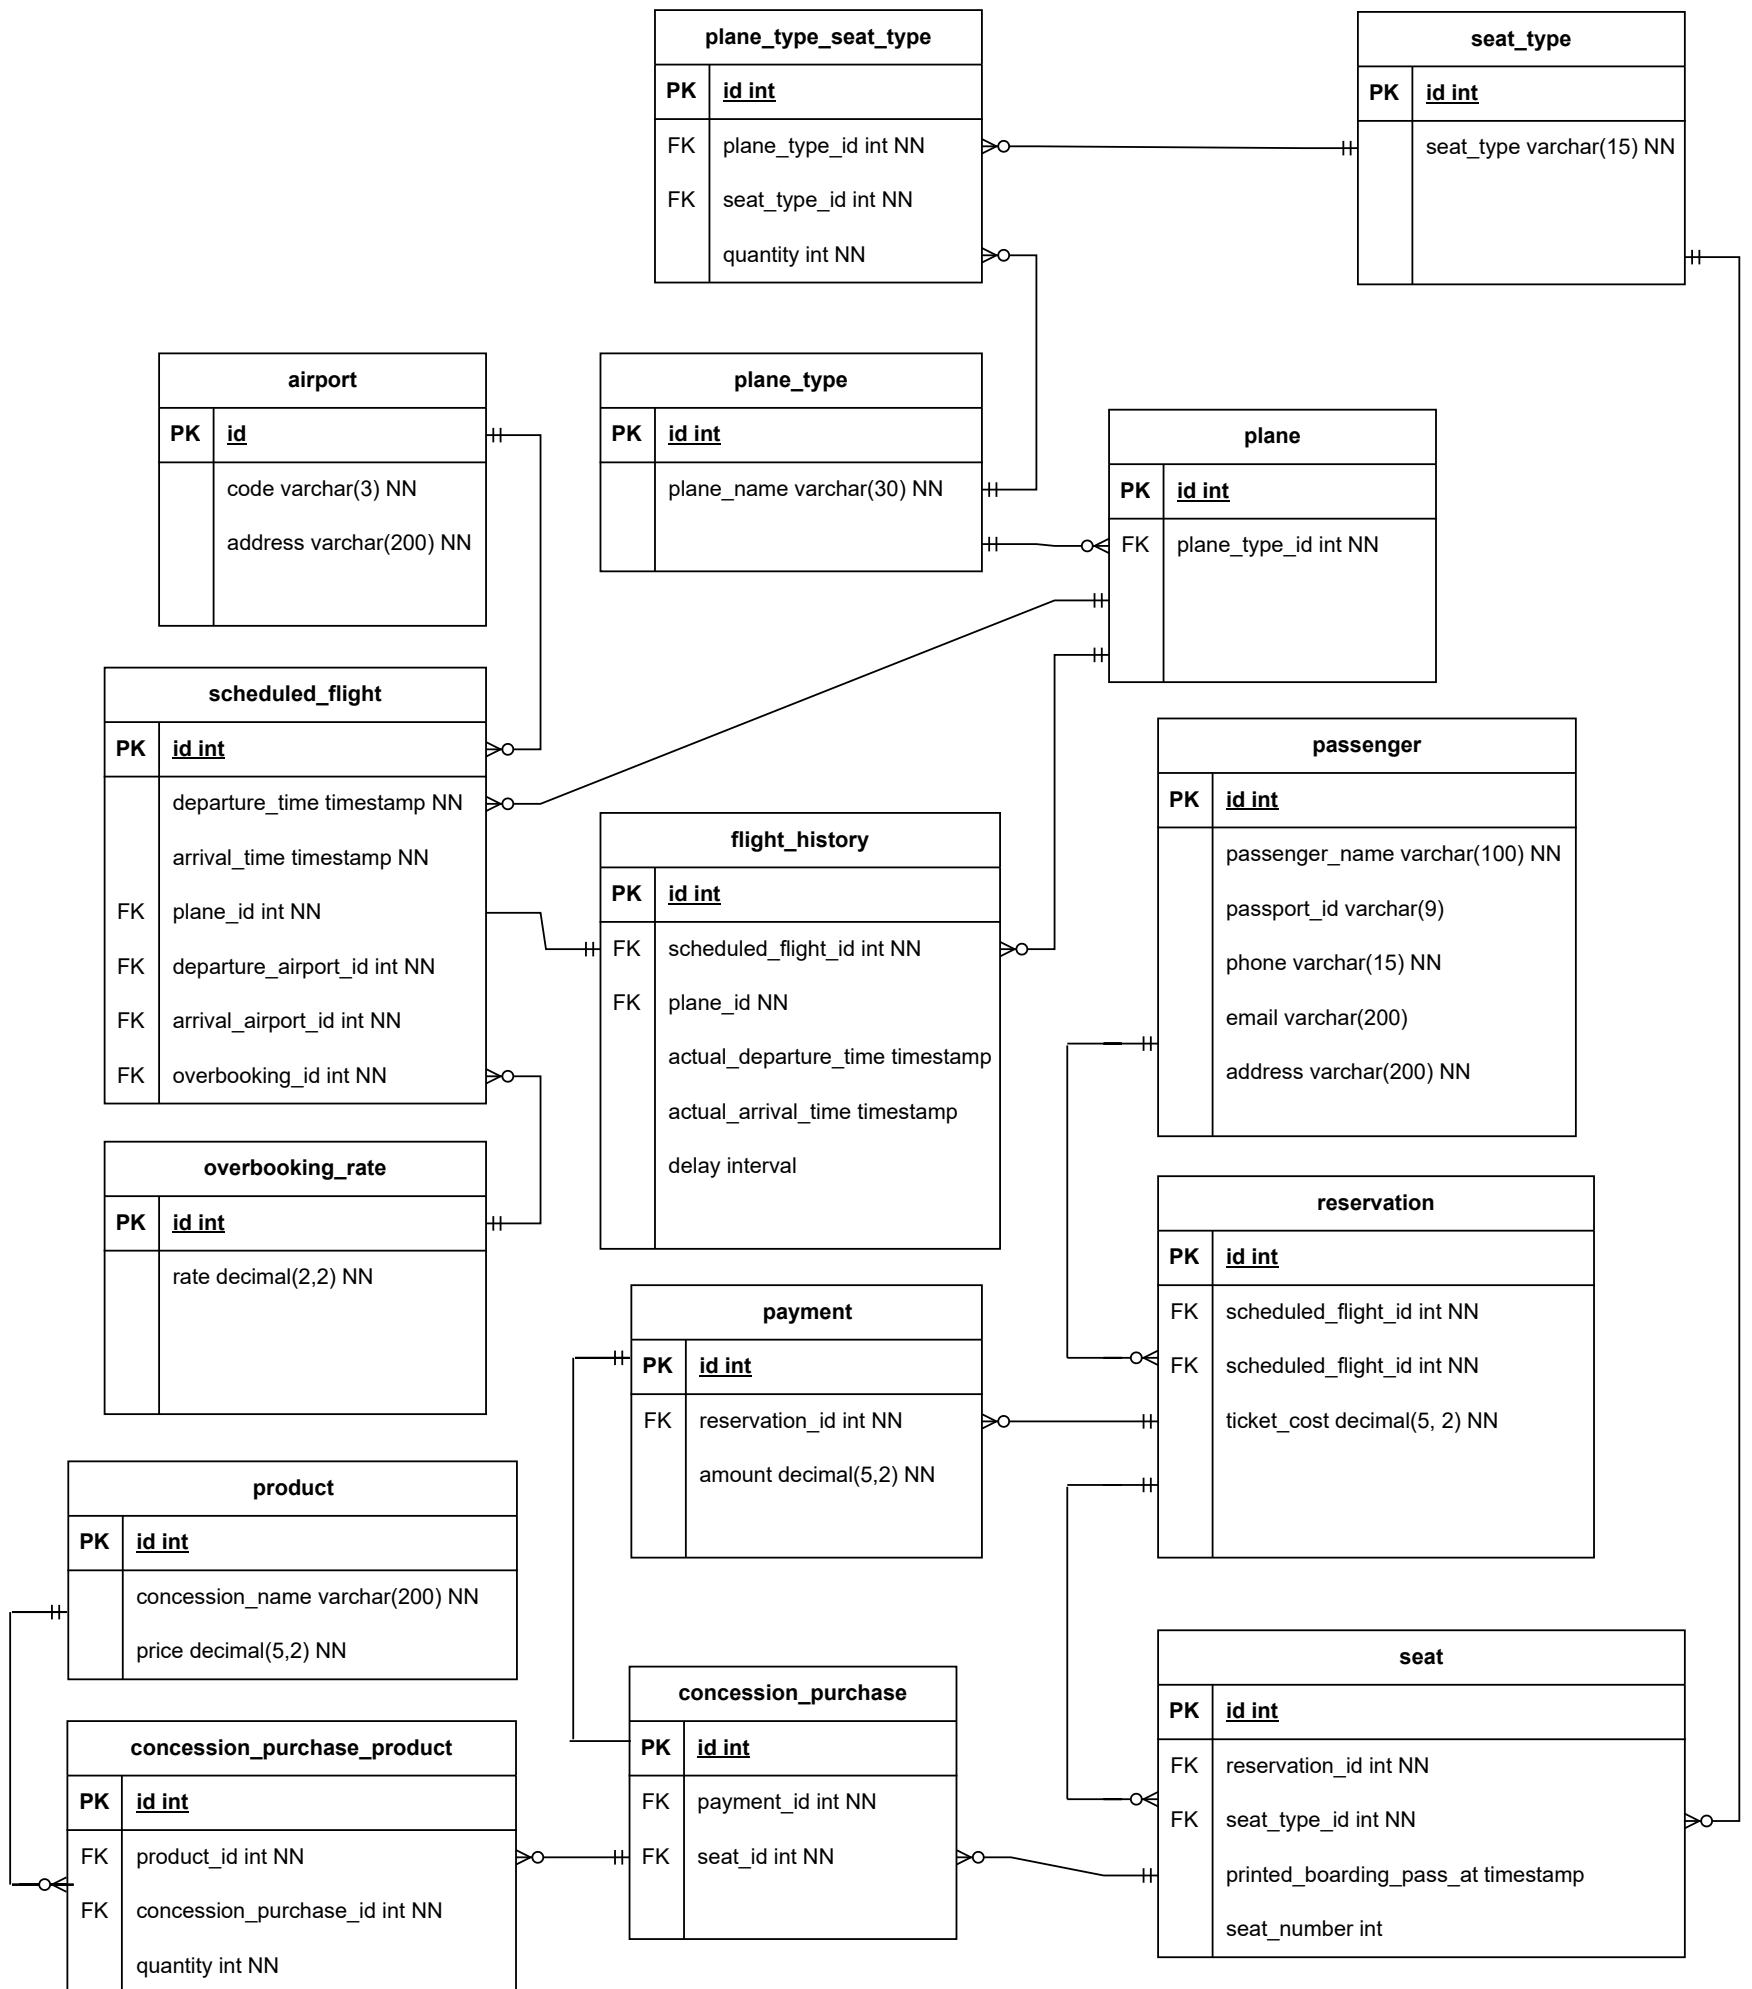 plane_type_seat_type
PK id int
FK plane_type_id int NN
FK seat_type_id int NN
quantity int NN
seat_type
PK id int
seat_type varchar(15) NN
airport
PK id
code varchar(3) NN
address varchar(200) NN
plane_type
PK id int
plane_name varchar(30) NN
plane
PK id int
FK plane_type_id int NN
scheduled_flight
PK id int
departure_time timestamp NN
arrival_time timestamp NN
FK plane_id int NN
FK departure_airport_id int NN
FK arrival_airport_id int NN
FK overbooking_id int NN
flight_history
PK id int
FK scheduled_flight_id int NN
FK plane_id NN
actual_departure_time timestamp
actual_arrival_time timestamp
delay interval
passenger
PK id int
passenger_name varchar(100) NN
passport_id varchar(9)
phone varchar(15) NN
email varchar(200)
address varchar(200) NN
overbooking_rate
PK id int
rate decimal(2,2) NN
reservation
PK id int
FK scheduled_flight_id int NN
FK scheduled_flight_id int NN
ticket_cost decimal(5, 2) NN
payment
PK id int
FK reservation_id int NN
amount decimal(5,2) NN
product
PK id int
concession_name varchar(200) NN
price decimal(5,2) NN
concession_purchase
PK id int
FK payment_id int NN
FK seat_id int NN
seat
PK id int
FK reservation_id int NN
FK seat_type_id int NN
printed_boarding_pass_at timestamp
seat_number int
concession_purchase_product
PK id int
FK product_id int NN
FK concession_purchase_id int NN
quantity int NN